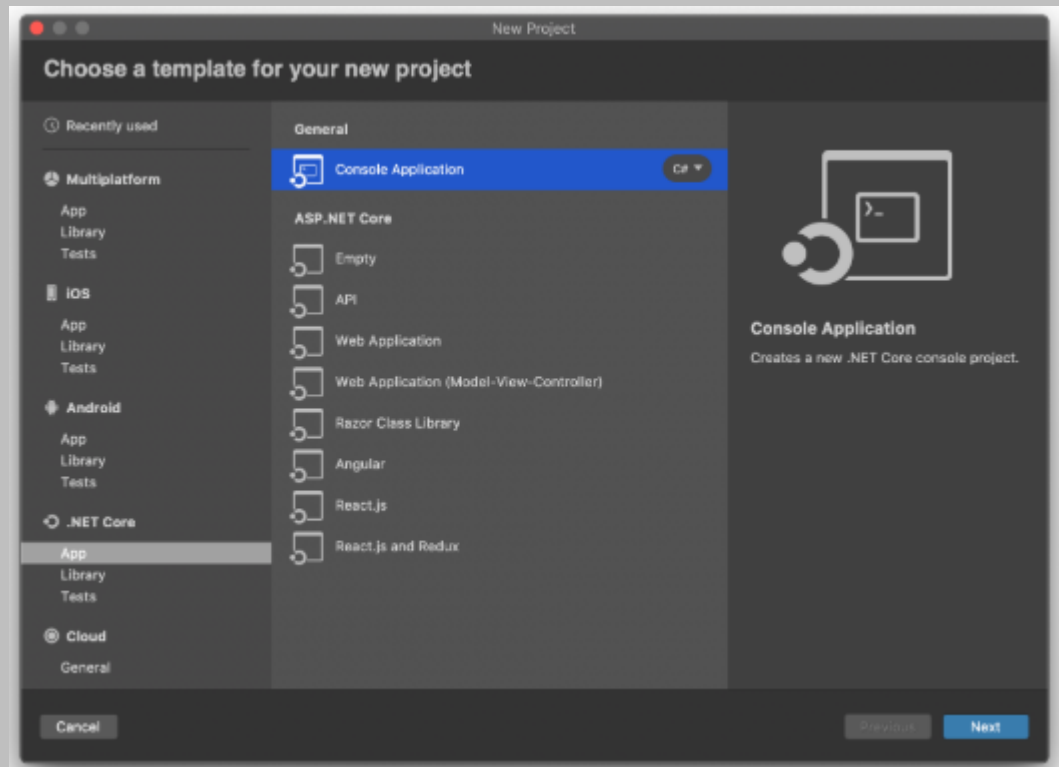 New Project
Choose a template for your new project
Recently used
Multiplatform
App
Library
Tests
iOS
App
Library
Tests
Android
App
Library
Tests
.NET Core
App
Library
Tests
Cloud
General
General
Console Application
C#
ASP.NET Core
Empty
API
Web Application
Web Application (Model-View-Controller)
Razor Class Library
Angular
React.js
React.js and Redux
Console Application
Creates a new .NET Core console project.
Cancel
Previous
Next